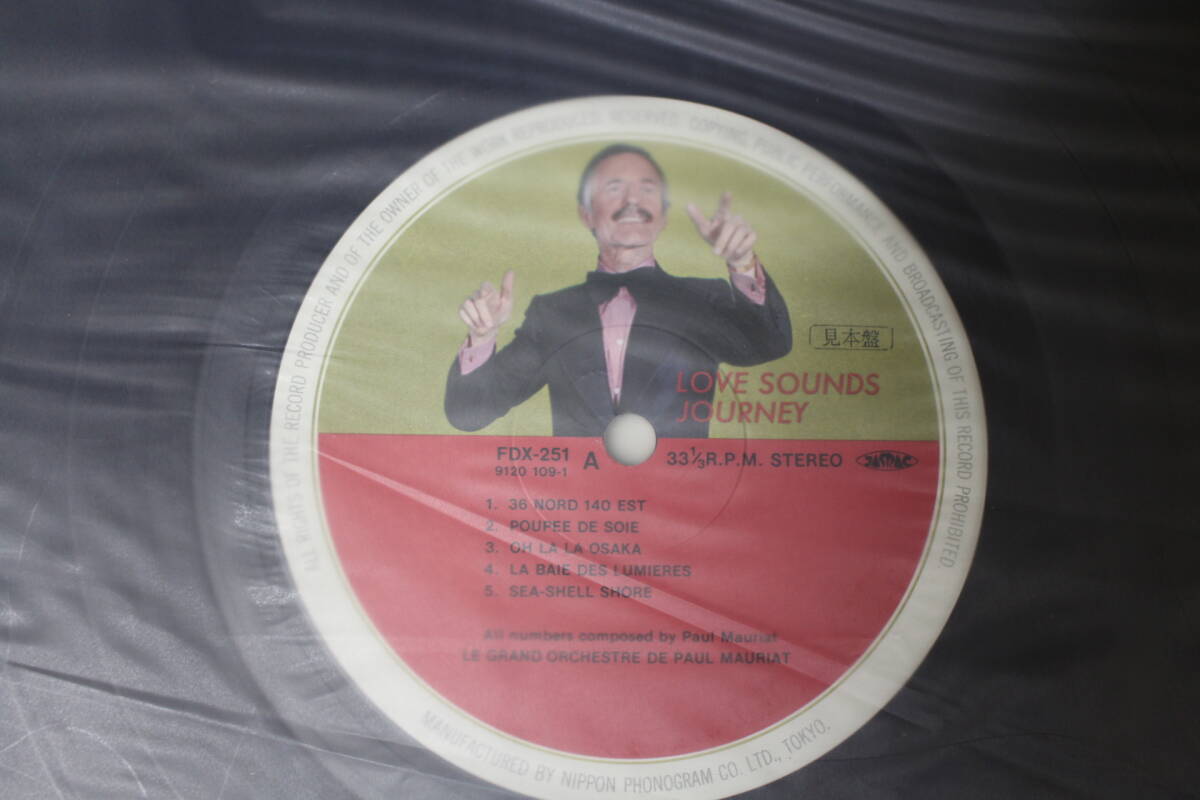 ALL RIGHTS OF THE RECORD PRODUCER AND OF THE OWNER OF THE WORK REPRODUCED RESERVED. COPYING, PUBLIC PERFORMANCE AND BROADCASTING OF THIS RECORD PROHIBITED.
見本盤
LOVE SOUNDS
JOURNEY
FDX-251 A 33⅓R.P.M. STEREO JASRAC
9120 109-1
1. 36 NORD 140 EST
2. POUPEE DE SOIE
3. OH LA LA OSAKA
4. LA BAIE DES LUMIERES
5. SEA-SHELL SHORE
All numbers composed by Paul Mauriat
LE GRAND ORCHESTRE DE PAUL MAURIAT
MANUFACTURED BY NIPPON PHONOGRAM CO. LTD., TOKYO.